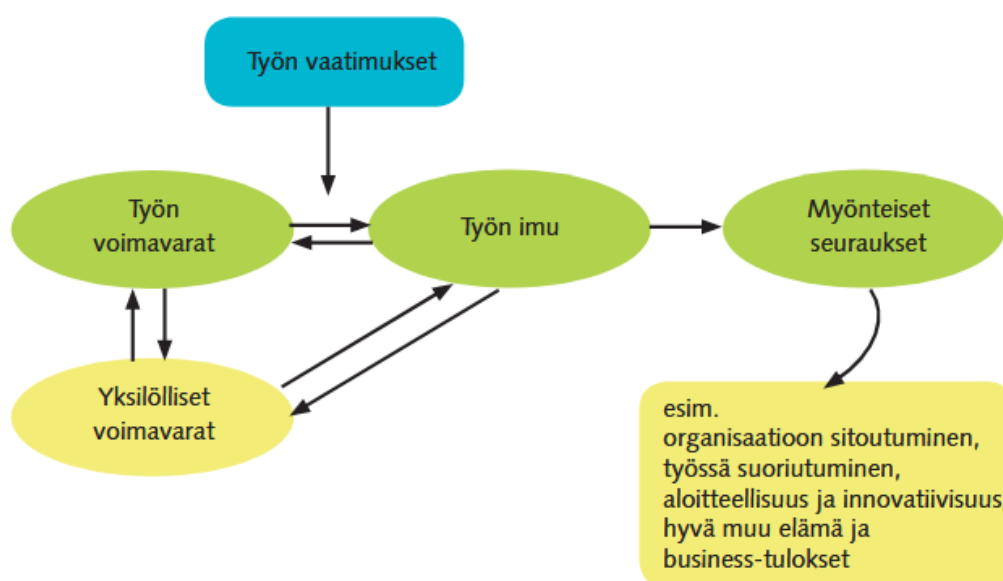 Työn vaatimukset
Työn
voimavarat
Työn imu
Myönteiset
seuraukset
Yksilölliset
voimavarat
esim.
organisaatioon sitoutuminen,
työssä suoriutuminen,
aloitteellisuus ja innovatiivisuus
hyvä muu elämä ja
business-tulokset